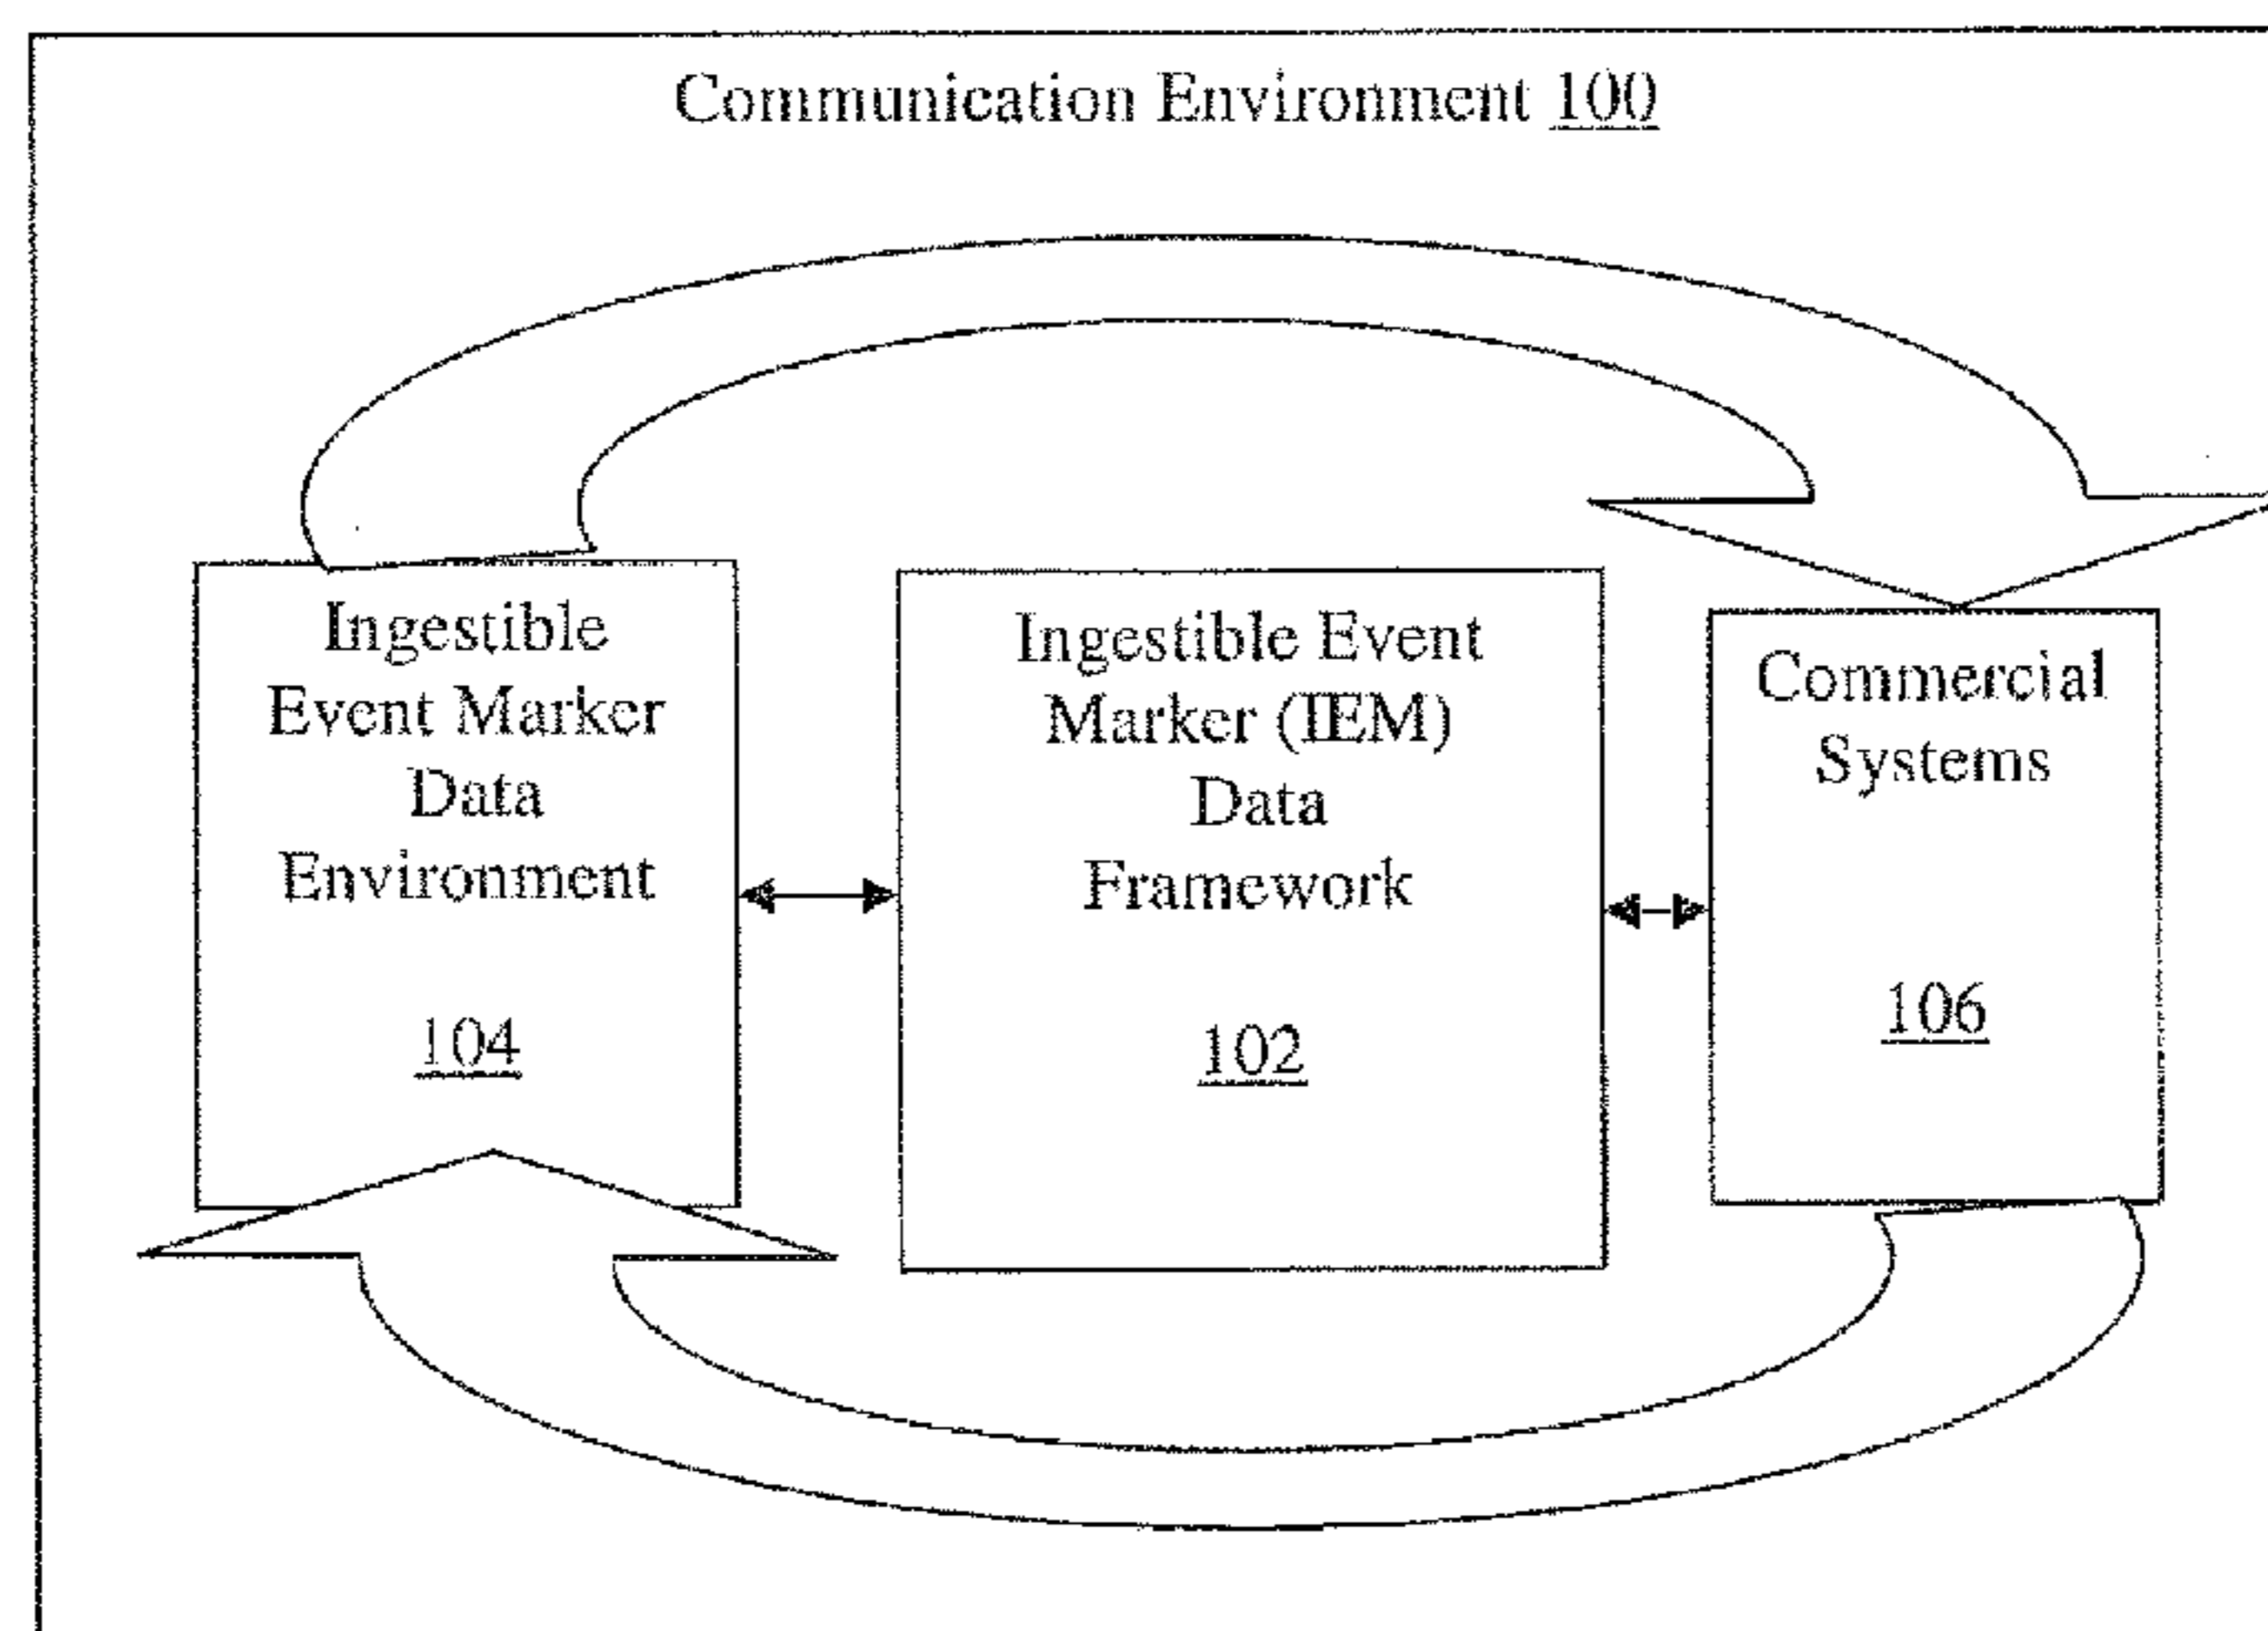 Communication Environment 100
Ingestible
Event Marker
Data
Environment
104
Ingestible Event
Marker (IEM)
Data
Framework
102
Commercial
Systems
106